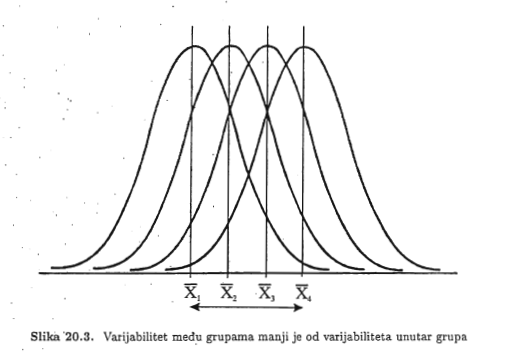 X̄₁ X̄₂ X̄₃ X̄₄
Slika 20.3. Varijabilitet među grupama manji je od varijabiliteta unutar grupa